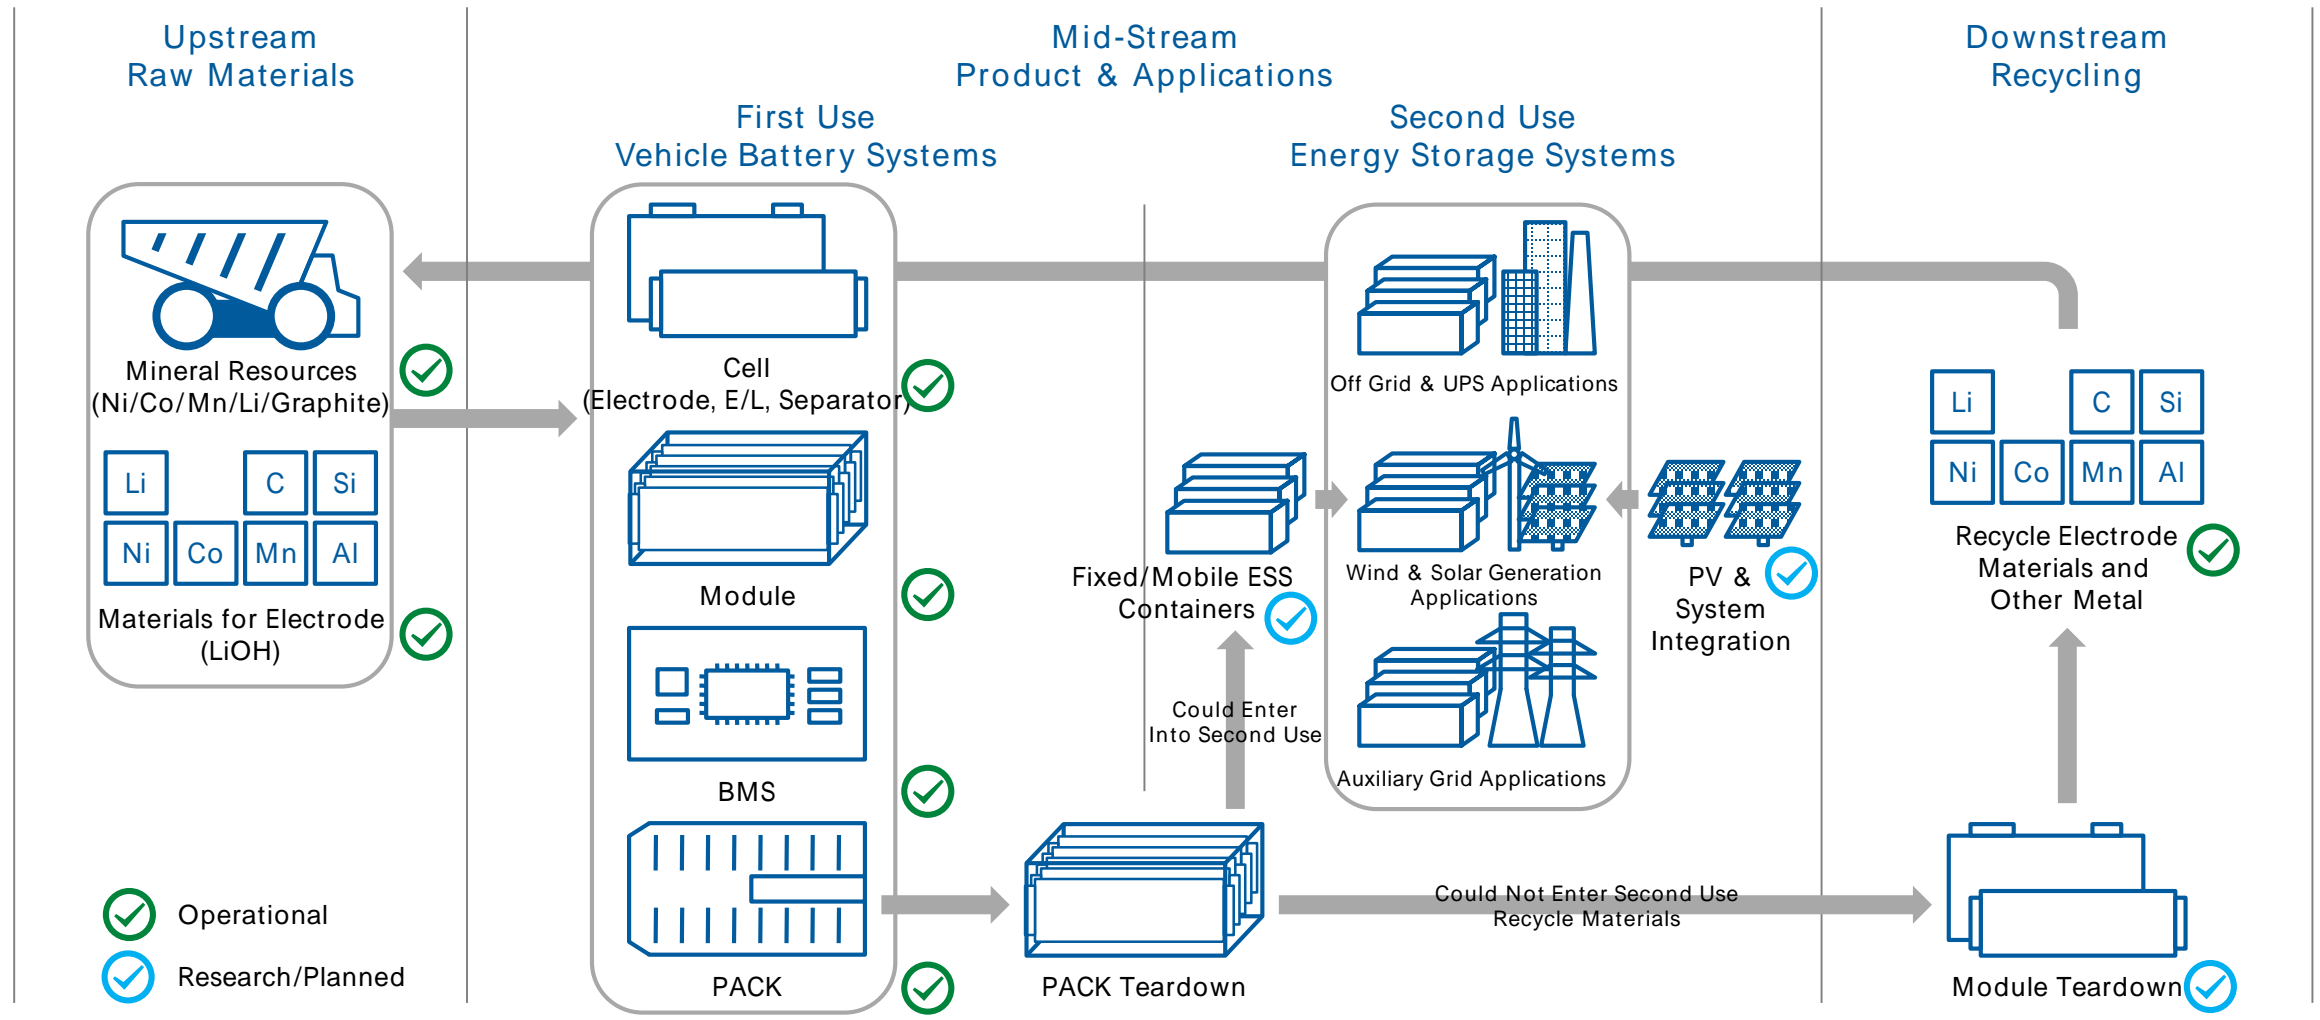 Upstream
Raw Materials
Mid-Stream
Product & Applications
Downstream
Recycling
First Use
Vehicle Battery Systems
Second Use
Energy Storage Systems
Mineral Resources
(Ni/Co/Mn/Li/Graphite)
Li C Si
Ni Co Mn Al
Materials for Electrode
(LiOH)
Operational
Research/Planned
Cell
(Electrode, E/L, Separator)
Module
BMS
PACK
PACK Teardown
Could Enter
Into Second Use
Fixed/Mobile ESS
Containers
Off Grid & UPS Applications
Wind & Solar Generation
Applications
Auxiliary Grid Applications
PV &
System
Integration
Could Not Enter Second Use
Recycle Materials
Li C Si
Ni Co Mn Al
Recycle Electrode
Materials and
Other Metal
Module Teardown